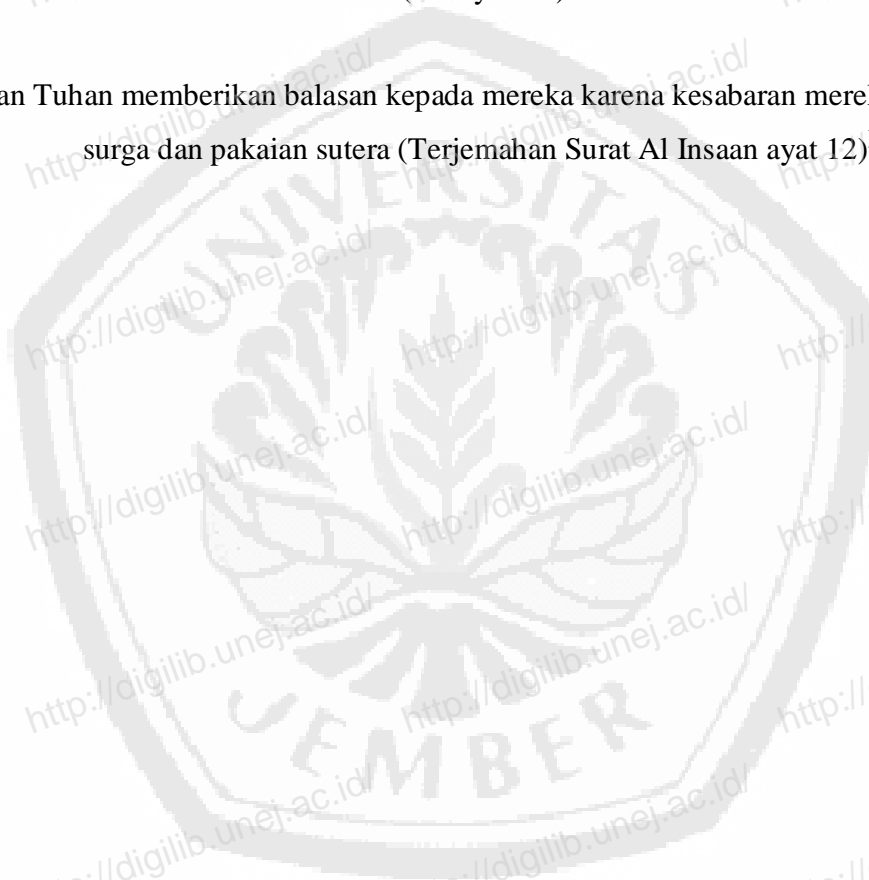 an Tuhan memberikan balasan kepada mereka karena kesabaran
surga dan pakaian sutera (Terjemahan Surat Al Insaan ayat 12)
UNIVERSITAS
JEMBER
http://digilib.unej.ac.id/
http://digilib.unej.ac.id/
http://digilib.unej.ac.id/
http://digilib.unej.ac.id/
http://digilib.unej.ac.id/
http://digilib.unej.ac.id/
http://digilib.unej.ac.id/
http://digilib.unej.ac.id/